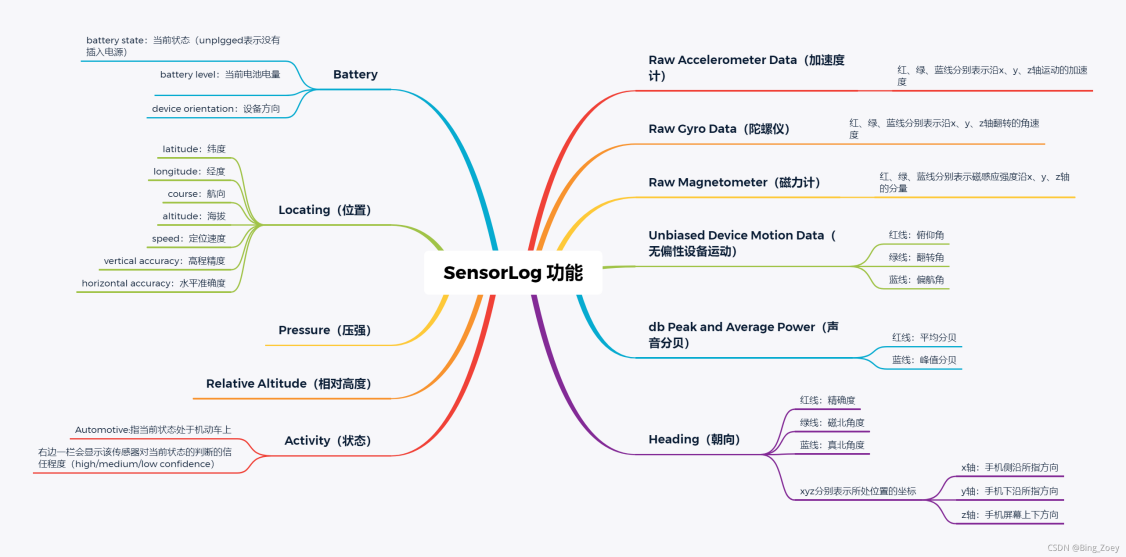 SensorLog 功能
Raw Accelerometer Data（加速度
计）
红、绿、蓝线分别表示沿x、y、z轴运动的加速
度
Raw Gyro Data（陀螺仪）
红、绿、蓝线分别表示沿x、y、z轴翻转的角速
度
Raw Magnetometer（磁力计）
红、绿、蓝线分别表示磁感应强度沿x、y、z轴
的分量
Unbiased Device Motion Data（
无偏性设备运动）
红线：俯仰角
绿线：翻转角
蓝线：偏航角
db Peak and Average Power（声
音分贝）
红线：平均分贝
蓝线：峰值分贝
Heading（朝向）
红线：精确度
绿线：磁北角度
蓝线：真北角度
xyz分别表示所处位置的坐标
x轴：手机侧沿所指方向
y轴：手机下沿所指方向
z轴：手机屏幕上下方向
Battery
battery state：当前状态（unplgged表示没有
插入电源）
battery level：当前电池电量
device orientation：设备方向
Locating（位置）
latitude：纬度
longitude：经度
course：航向
altitude：海拔
speed：定位速度
vertical accuracy：高程精度
horizontal accuracy：水平准确度
Pressure（压强）
Relative Altitude（相对高度）
Activity（状态）
Automotive:指当前状态处于机动车上
右边一栏会显示该传感器对当前状态的判断的信
任程度（high/medium/low confidence）
CSDN @Bing_Zoey